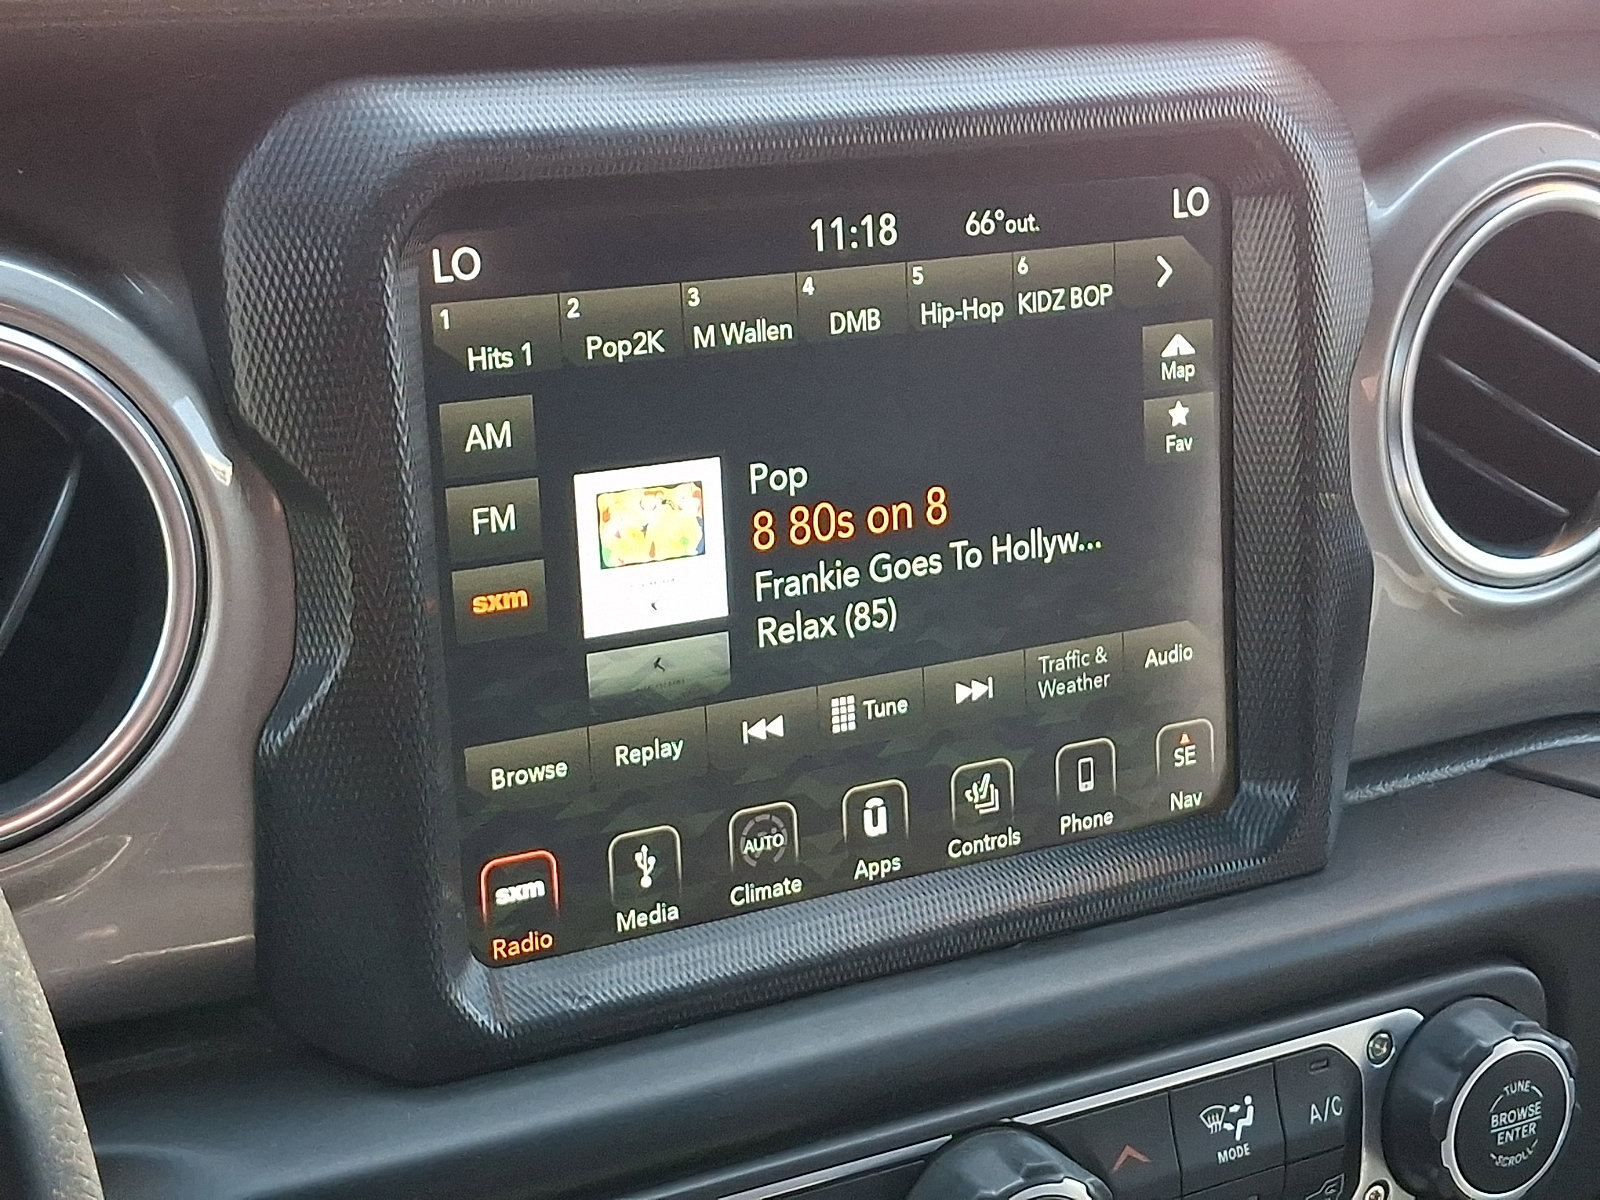 LO
11:18
66°out.
LO
1
Hits 1
2
Pop2K
3
M Wallen
4
DMB
5
Hip-Hop
6
KIDZ BOP
Map
Fav
AM
FM
sxm
Pop
8 80s on 8
Frankie Goes To Hollyw...
Relax (85)
Browse
Replay
Tune
Traffic &
Weather
Audio
sxm
Radio
Media
AUTO
Climate
Apps
Controls
Phone
SE
Nav
MODE
A/C
TUNE
BROWSE
ENTER
SCROLL